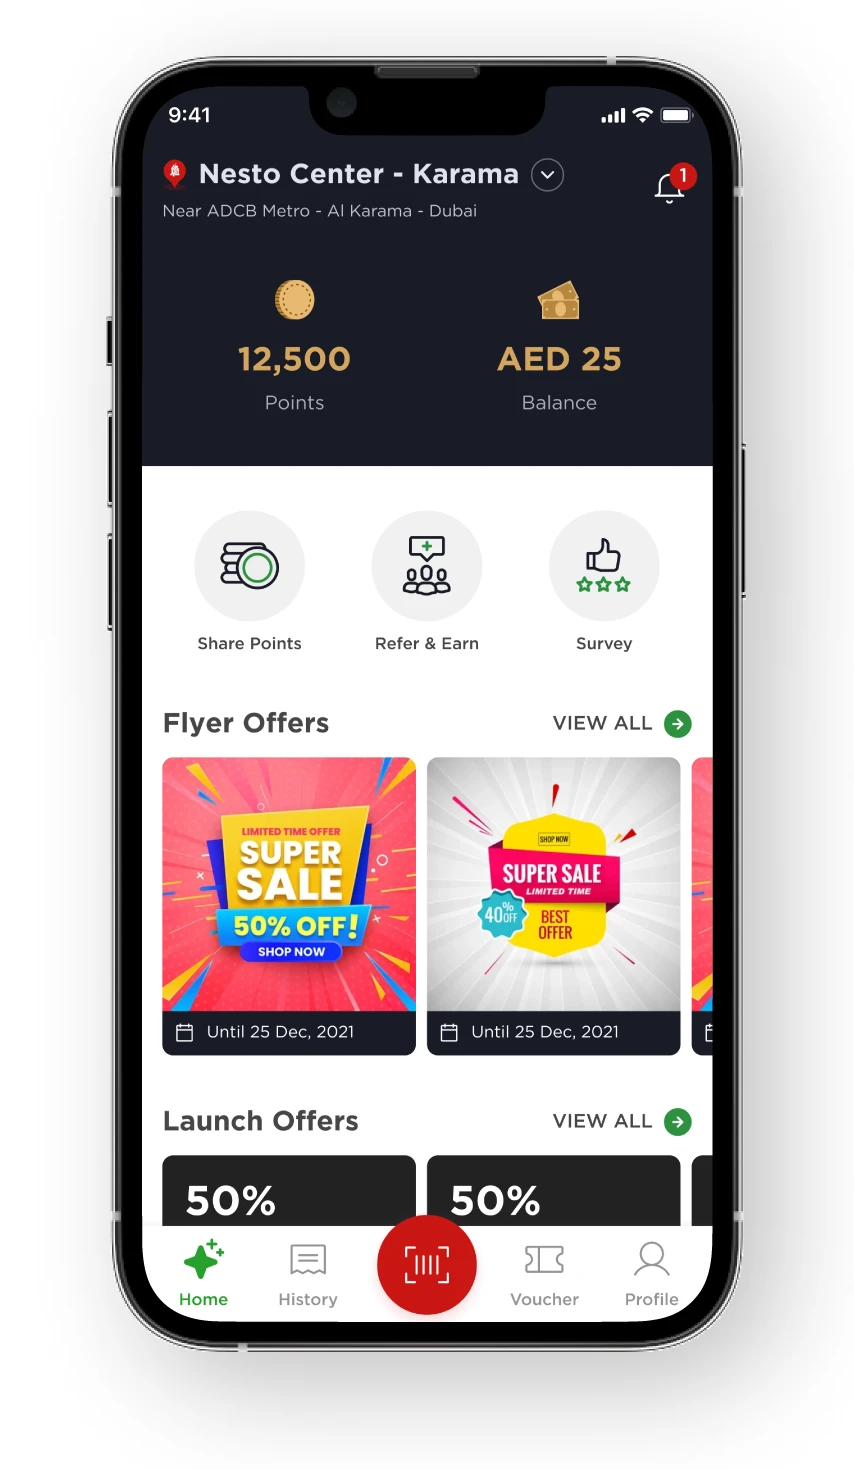 9:41
Nesto Center - Karama
1
Near ADCB Metro - Al Karama - Dubai
12,500
Points
AED 25
Balance
Share Points
Refer & Earn
Survey
Flyer Offers
VIEW ALL
LIMITED TIME OFFER
SUPER
SALE
50% OFF!
SHOP NOW
Until 25 Dec, 2021
SHOP NOW
SUPER SALE
LIMITED TIME
40% OFF
BEST
OFFER
Until 25 Dec, 2021
Launch Offers
VIEW ALL
50%
50%
Home
History
Voucher
Profile